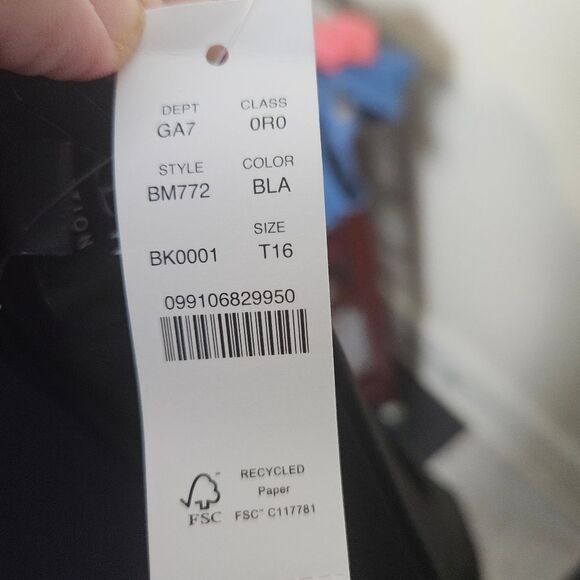 DEPT CLASS
GA7 0R0
STYLE COLOR
BM772 BLA
SIZE
BK0001 T16
099106829950
RECYCLED
Paper
FSC™ C117781
FSC